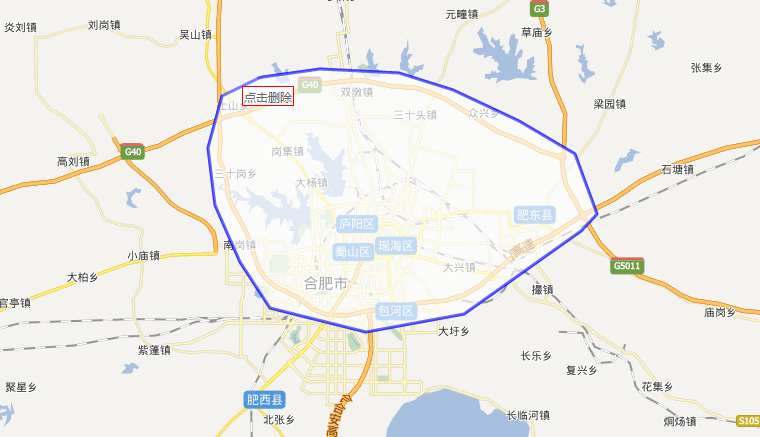 元疃镇
G3
炎刘镇
刘岗镇
吴山镇
草庙乡
张集乡
G40
双墩镇
点击删除
上山乡
梁园镇
三十头镇
众兴乡
G40
高刘镇
岗集镇
石塘镇
三十岗乡
大杨镇
肥东县
庐阳区
南岗镇
瑶海区
高速
小庙镇
蜀山区
大兴镇
G5011
大柏乡
合肥市
撮镇
官亭镇
包河区
庙岗乡
大圩乡
紫蓬镇
长乐乡
复兴乡
聚星乡
花集乡
肥西县
长临河镇
北张乡
炯炀镇
S105